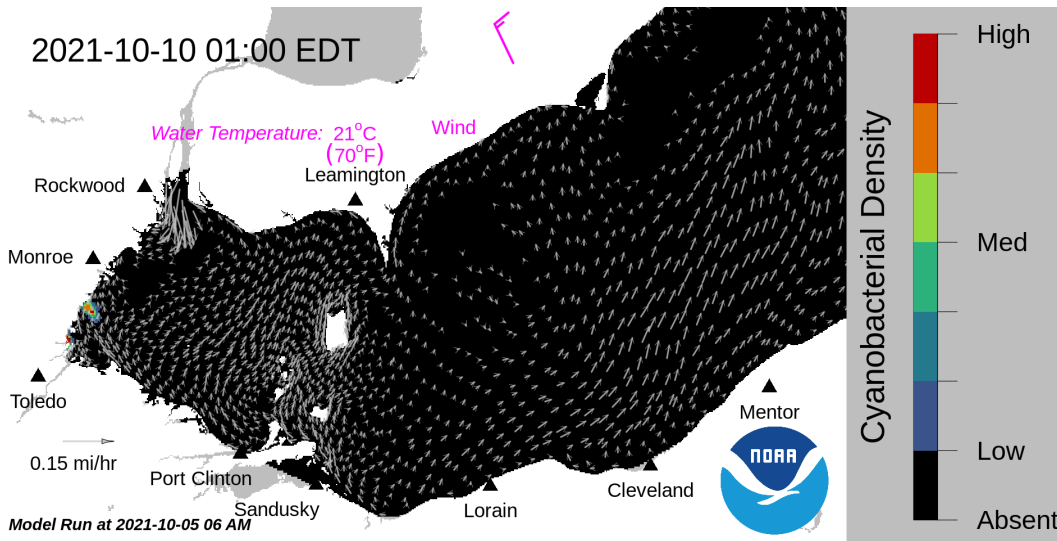 2021-10-10 01:00 EDT
High
Water Temperature: 21°C
(70°F)
Wind
Leamington
Rockwood
Monroe
Med
Cyanobacterial Density
Toledo
Mentor
0.15 mi/hr
Port Clinton
Sandusky
Lorain
Cleveland
NOAA
Low
Model Run at 2021-10-05 06 AM
Absent